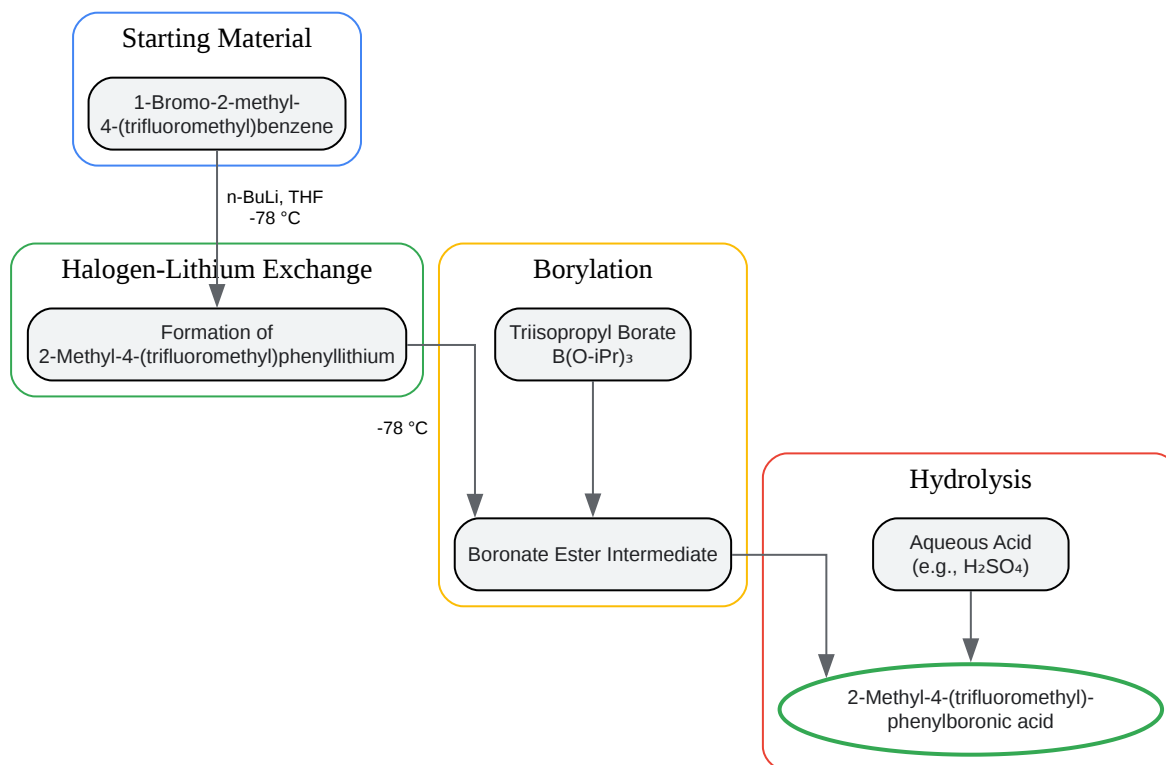 Starting Material
1-Bromo-2-methyl-
4-(trifluoromethyl)benzene
n-BuLi, THF
-78 °C
Halogen-Lithium Exchange
Formation of
2-Methyl-4-(trifluoromethyl)phenyllithium
-78 °C
Borylation
Triisopropyl Borate
B(O-iPr)₃
Boronate Ester Intermediate
Hydrolysis
Aqueous Acid
(e.g., H₂SO₄)
2-Methyl-4-(trifluoromethyl)-
phenylboronic acid